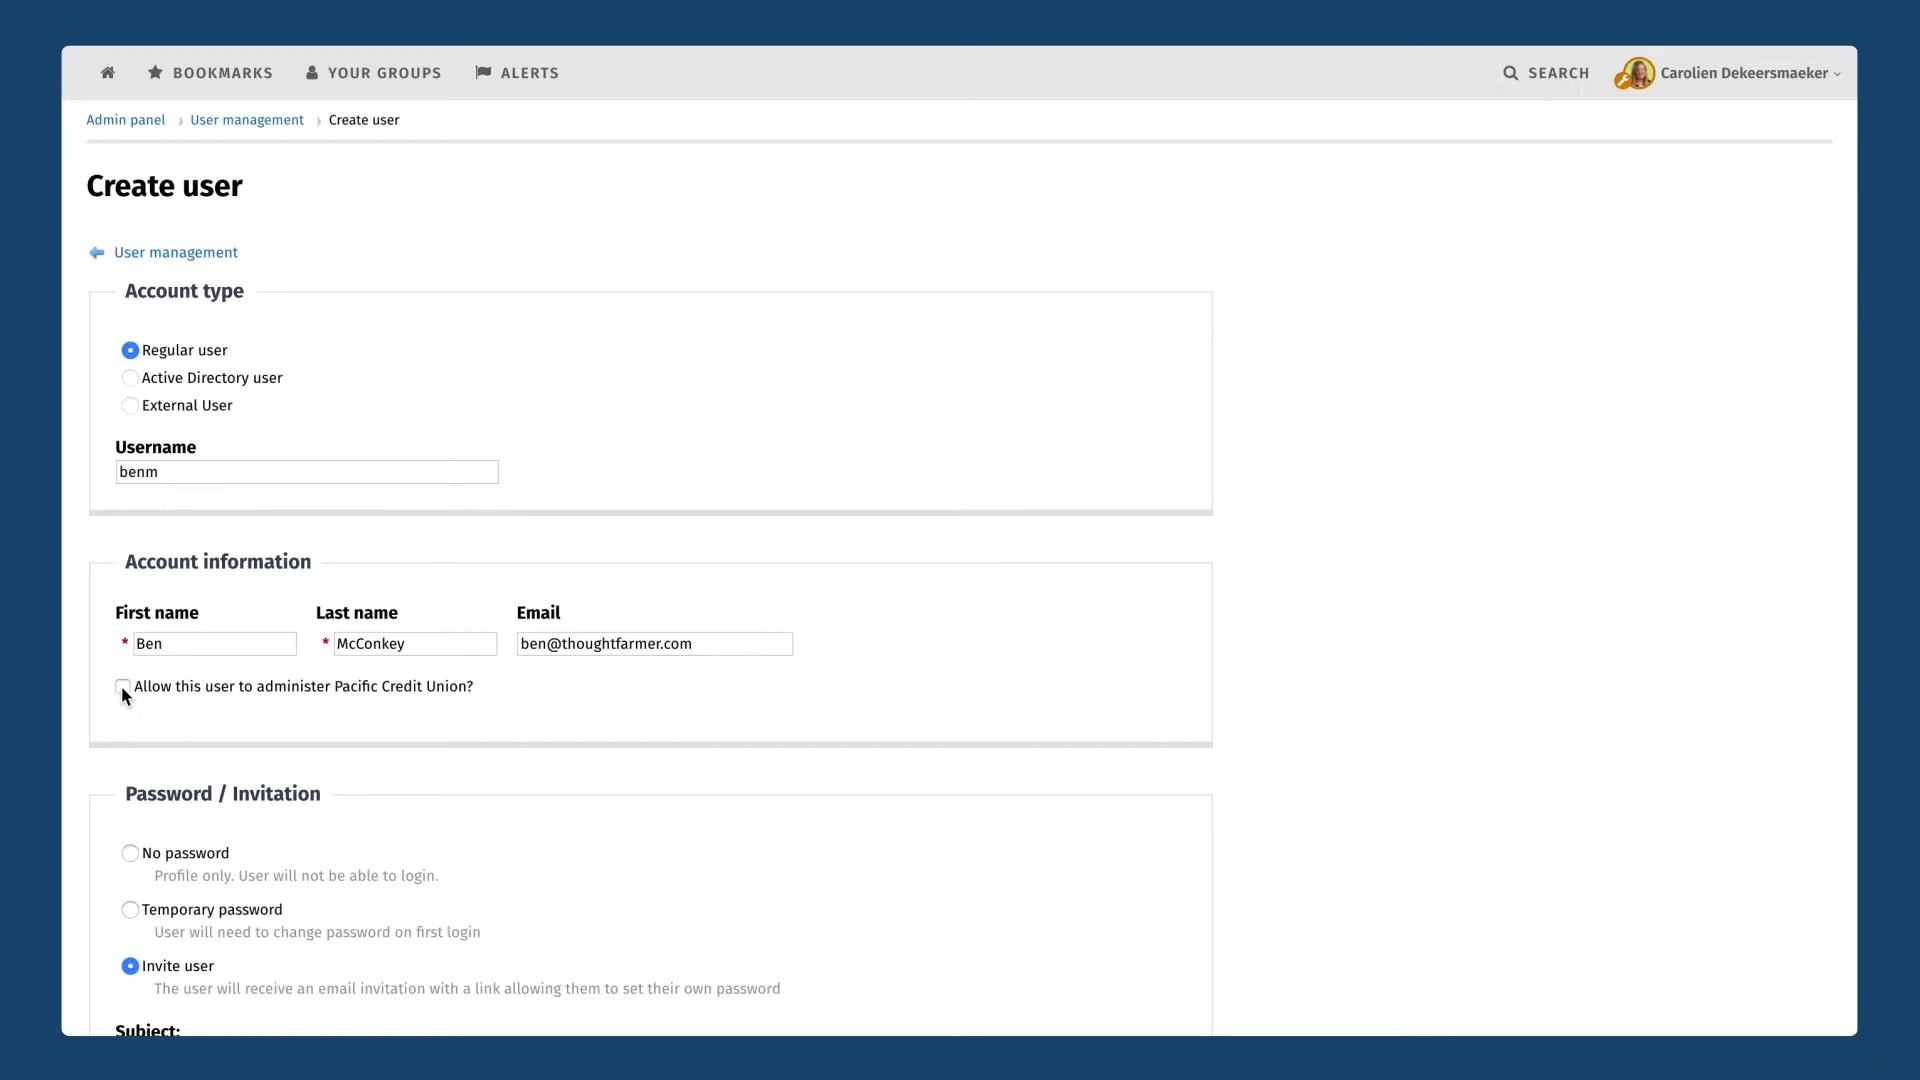 BOOKMARKS YOUR GROUPS ALERTS SEARCH Carolien Dekeersmaeker
Admin panel › User management › Create user
Create user
User management
Account type
Regular user
Active Directory user
External User
Username
benm
Account information
First name Last name Email
* Ben * McConkey ben@thoughtfarmer.com
Allow this user to administer Pacific Credit Union?
Password / Invitation
No password
Profile only. User will not be able to login.
Temporary password
User will need to change password on first login
Invite user
The user will receive an email invitation with a link allowing them to set their own password
Subject: